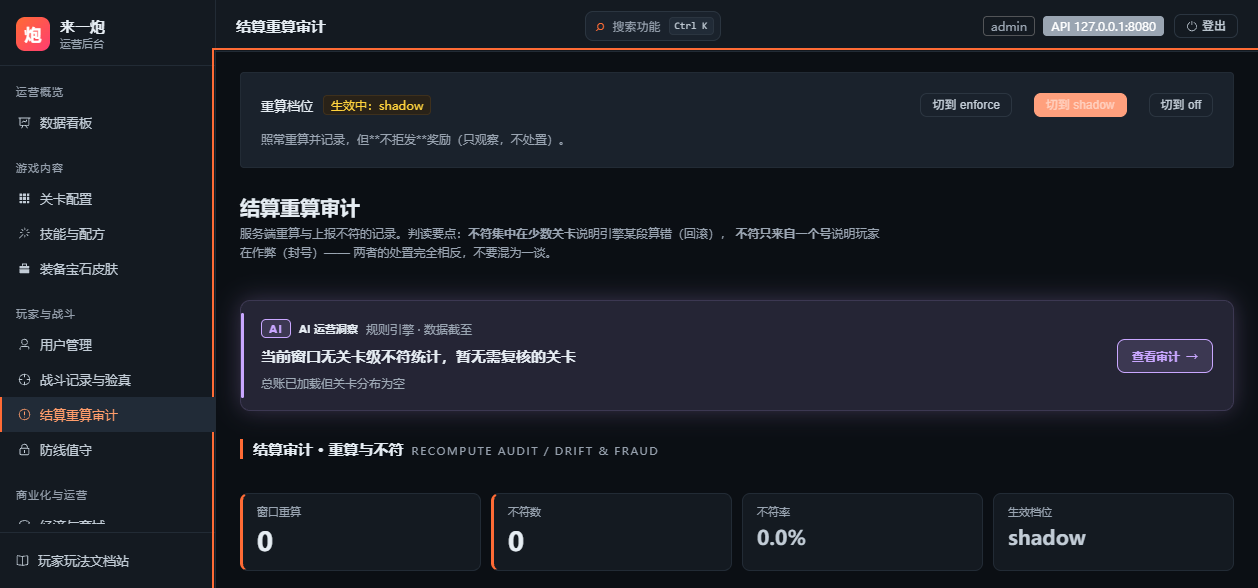 炮
来一炮
运营后台
结算重算审计
搜索功能
Ctrl K
admin
API 127.0.0.1:8080
登出
运营概览
数据看板
游戏内容
关卡配置
技能与配方
装备宝石皮肤
玩家与战斗
用户管理
战斗记录与验真
结算重算审计
防线值守
商业化与运营
玩家玩法文档站
重算档位
生效中：shadow
切到 enforce
切到 shadow
切到 off
照常重算并记录，但**不拒发**奖励（只观察，不处置）。
结算重算审计
服务端重算与上报不符的记录。判读要点：不符集中在少数关卡说明引擎某段算错（回滚），不符只来自一个号说明玩家
在作弊（封号）—— 两者的处置完全相反，不要混为一谈。
AI
AI 运营洞察
规则引擎 · 数据截至
当前窗口无关卡级不符统计，暂无需复核的关卡
总账已加载但关卡分布为空
查看审计 →
结算审计 • 重算与不符
RECOMPUTE AUDIT / DRIFT & FRAUD
窗口重算
0
不符数
0
不符率
0.0%
生效档位
shadow